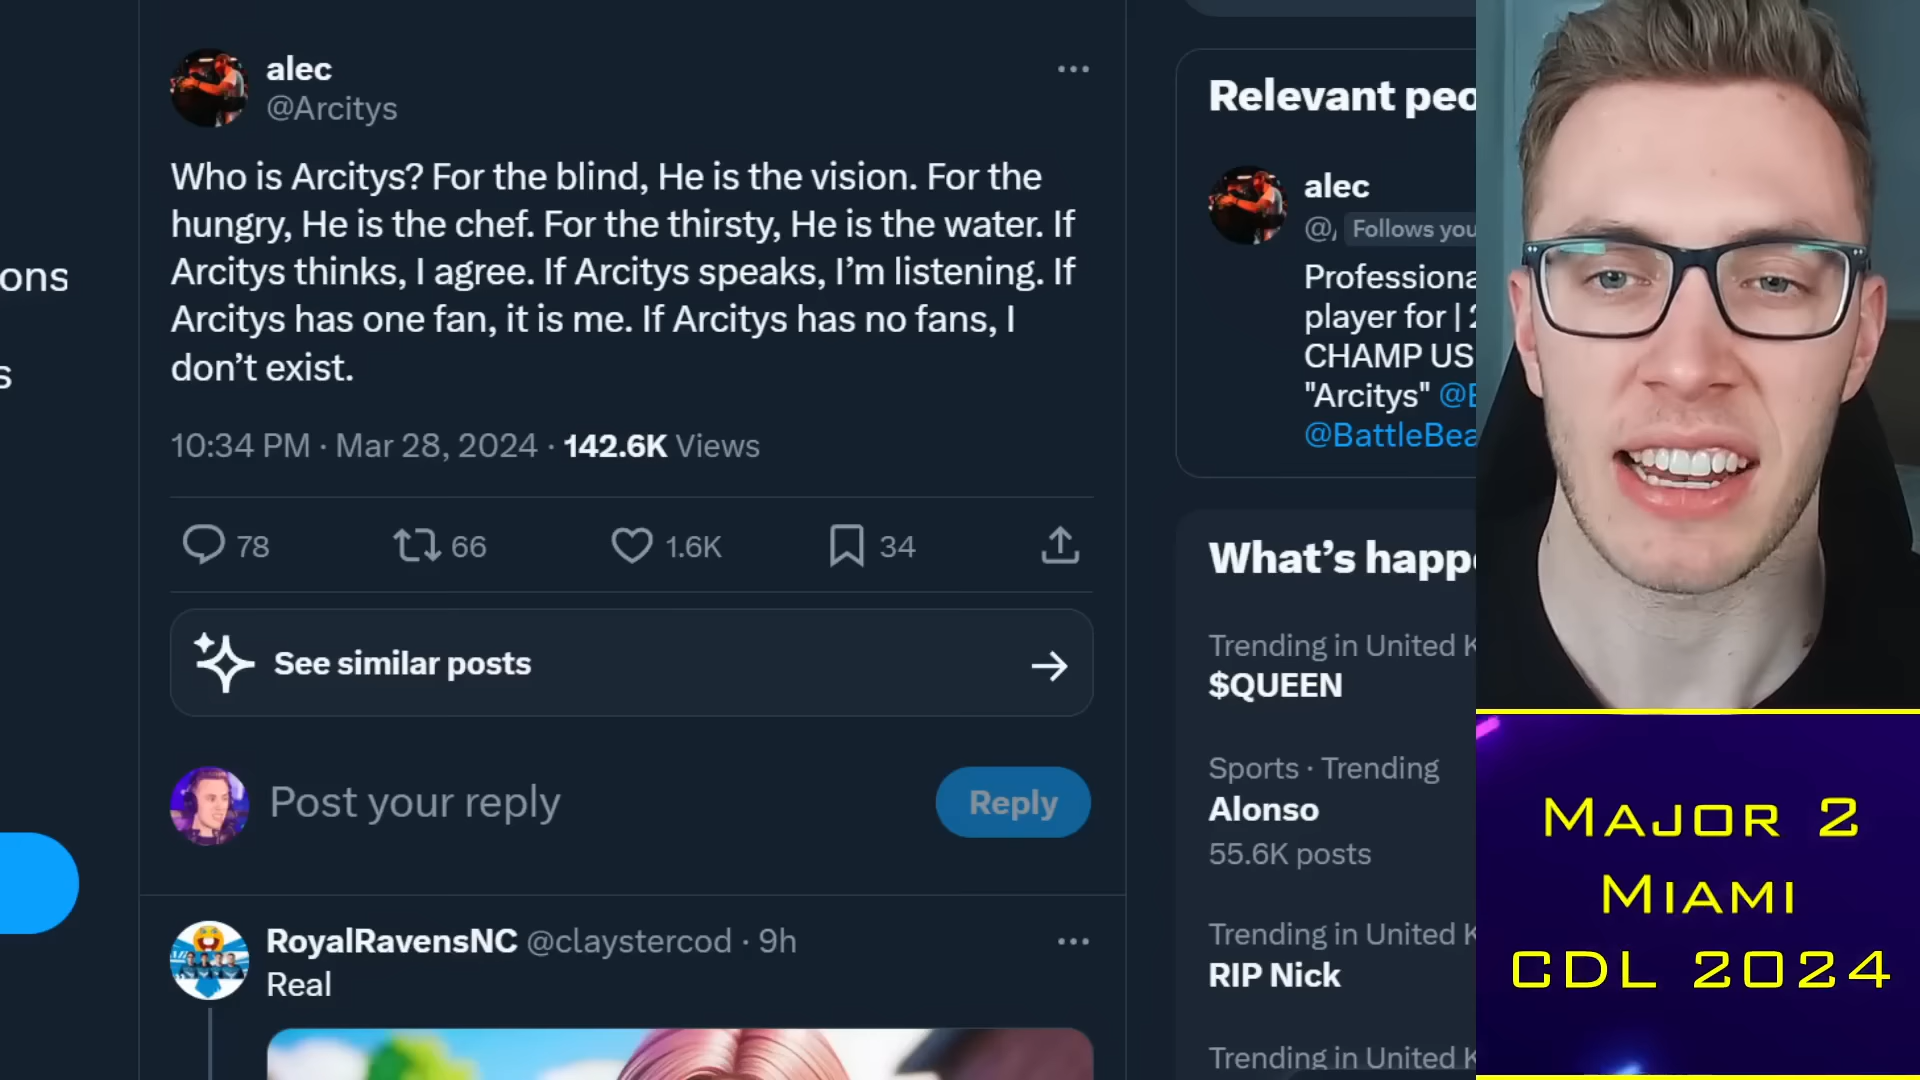 alec
@Arcitys
Who is Arcitys? For the blind, He is the vision. For the
hungry, He is the chef. For the thirsty, He is the water. If
Arcitys thinks, I agree. If Arcitys speaks, I’m listening. If
Arcitys has one fan, it is me. If Arcitys has no fans, I
don’t exist.
10:34 PM · Mar 28, 2024 · 142.6K Views
78 66 1.6K 34
See similar posts
Post your reply Reply
RoyalRavensNC @claystercod · 9h
Real
ons
s
Relevant peo
alec
@ Follows you
Professiona
player for | 2
CHAMP US
"Arcitys" @E
@BattleBea
What’s happe
Trending in United K
$QUEEN
Sports · Trending
Alonso
55.6K posts
Trending in United K
RIP Nick
Trending in United K
MAJOR 2
MIAMI
CDL 2024